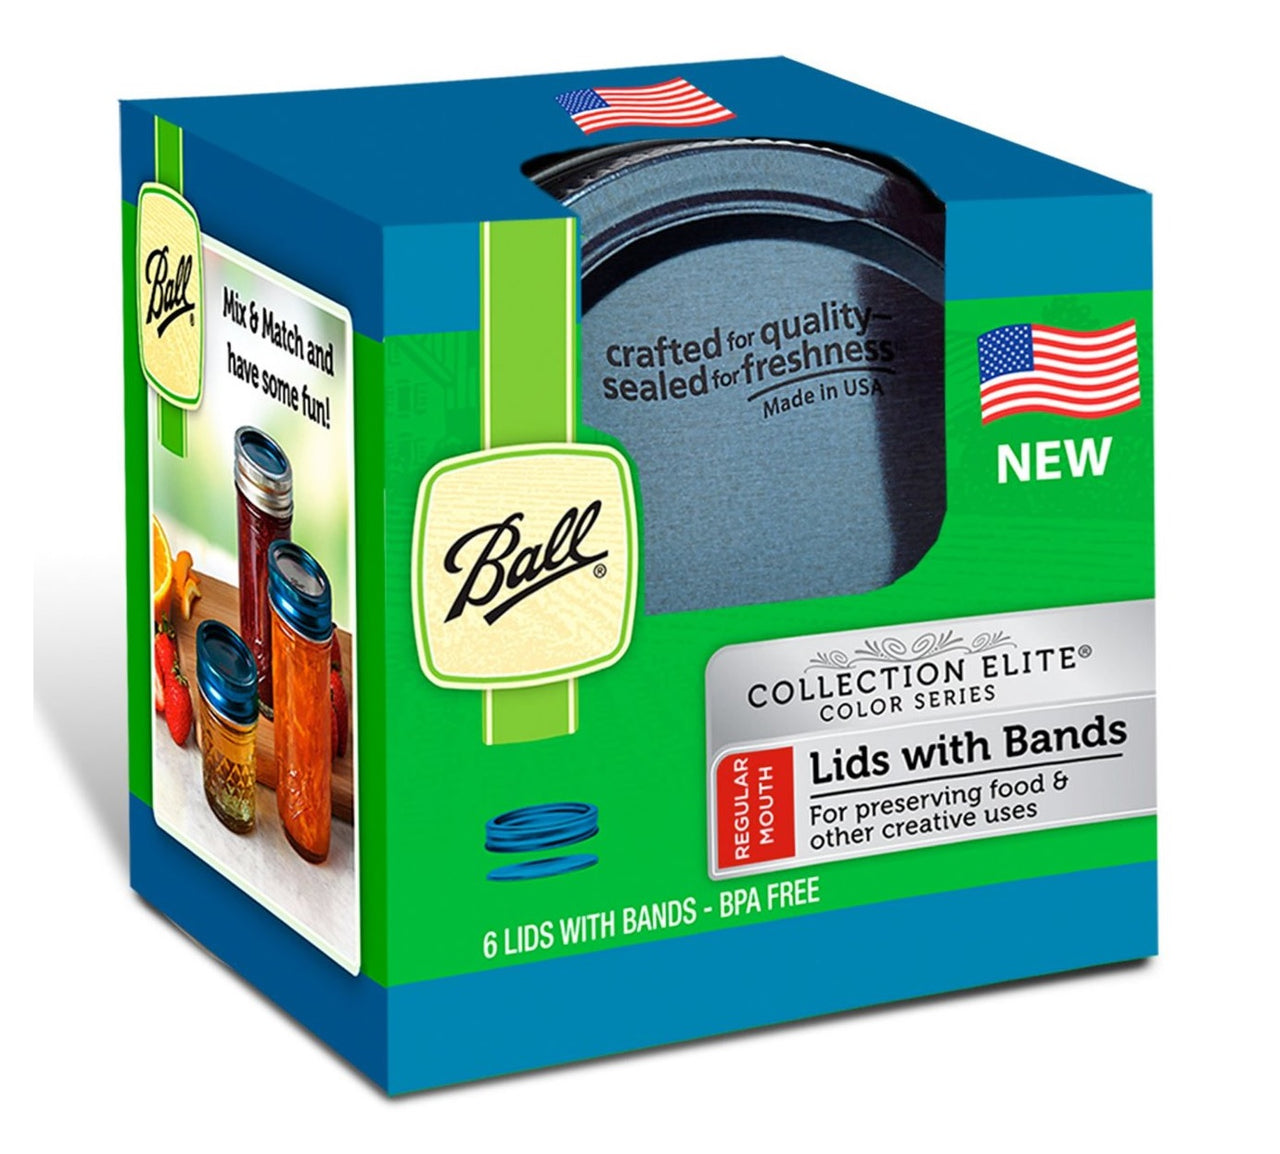 Ball®
Mix & Match and
have some fun!
crafted for quality—
sealed for freshness
Made in USA
NEW
Ball®
COLLECTION ELITE®
COLOR SERIES
REGULAR
MOUTH
Lids with Bands
For preserving food &
other creative uses
6 LIDS WITH BANDS - BPA FREE